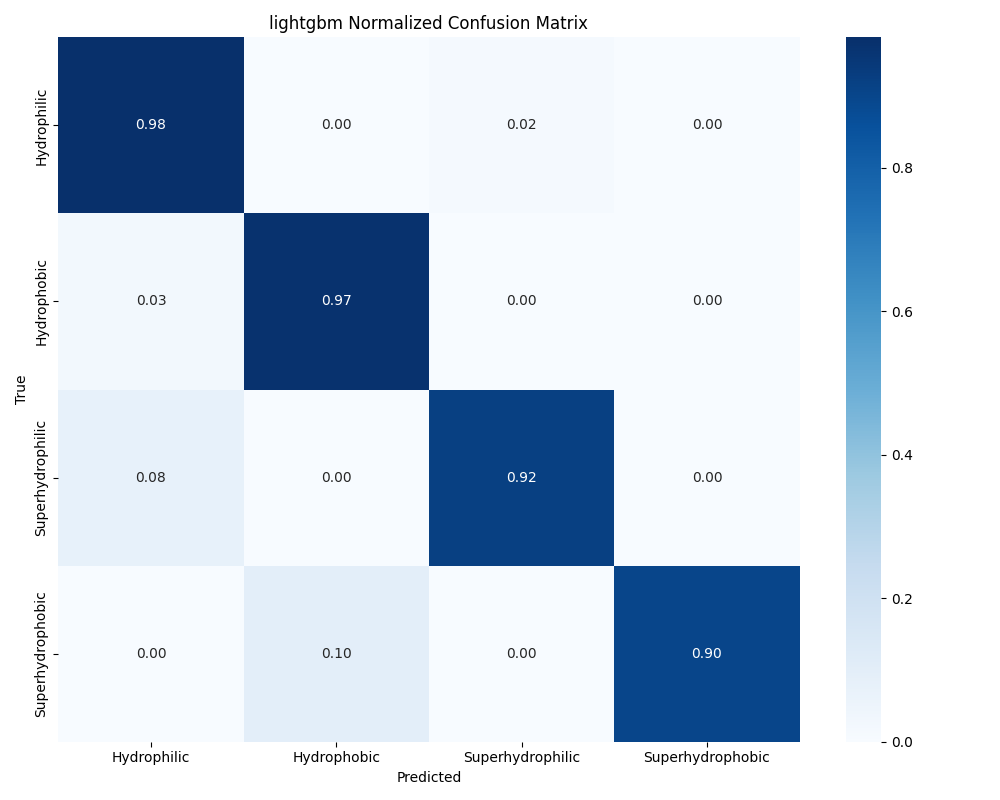 lightgbm Normalized Confusion Matrix
Hydrophilic 0.98 0.00 0.02 0.00
Hydrophobic 0.03 0.97 0.00 0.00
Superhydrophilic 0.08 0.00 0.92 0.00
Superhydrophobic 0.00 0.10 0.00 0.90
True
Hydrophilic Hydrophobic Superhydrophilic Superhydrophobic
Predicted
0.8
0.6
0.4
0.2
0.0